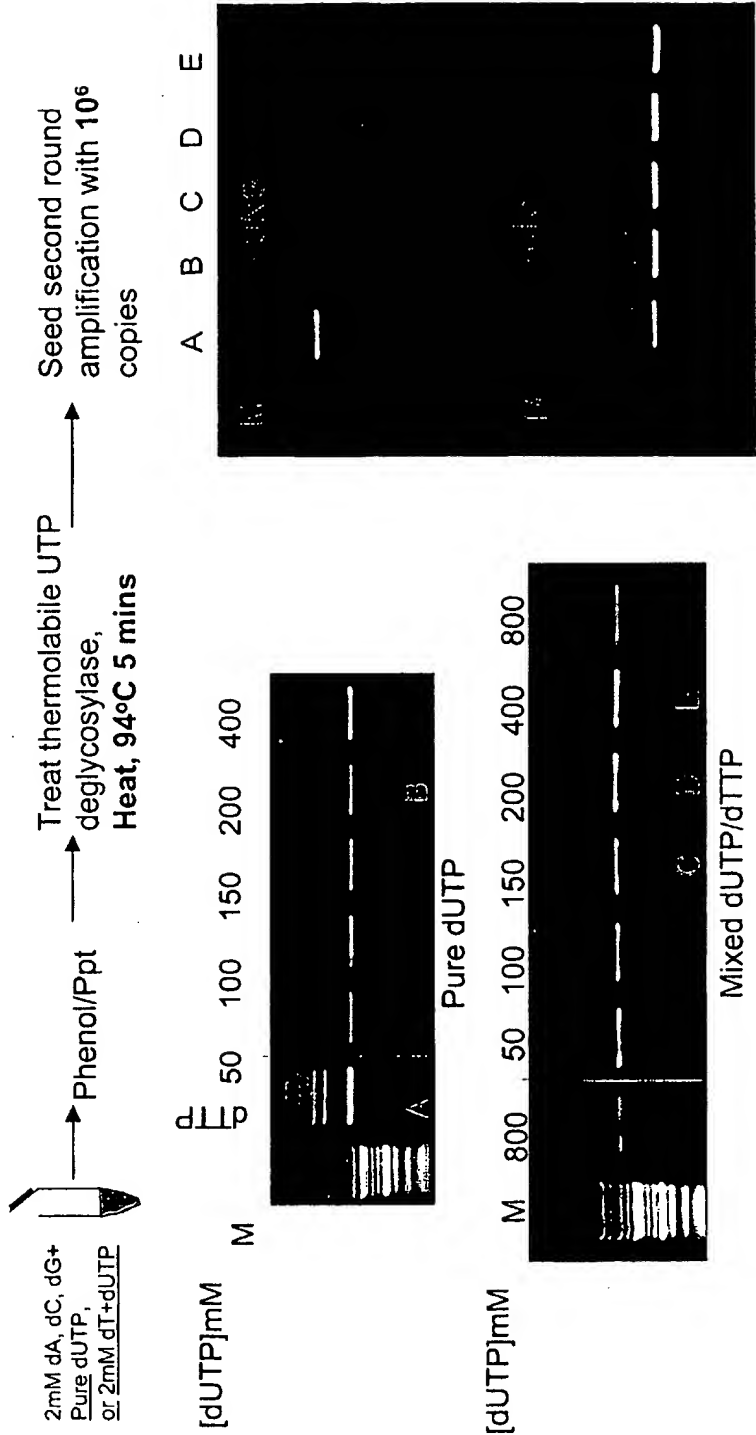 2mM dA, dC, dG+
Pure dUTP,
or 2mM dT+dUTP
Phenol/Ppt
Treat thermolabile UTP
deglycosylase,
Heat, 94ºC 5 mins
Seed second round
amplification with 10⁶
copies
[dUTP]mM
M
dTTP
50 100 150 200 400
A B
Pure dUTP
[dUTP]mM
M 800 50 100 150 200 400 800
C D
Mixed dUTP/dTTP
A B C D E